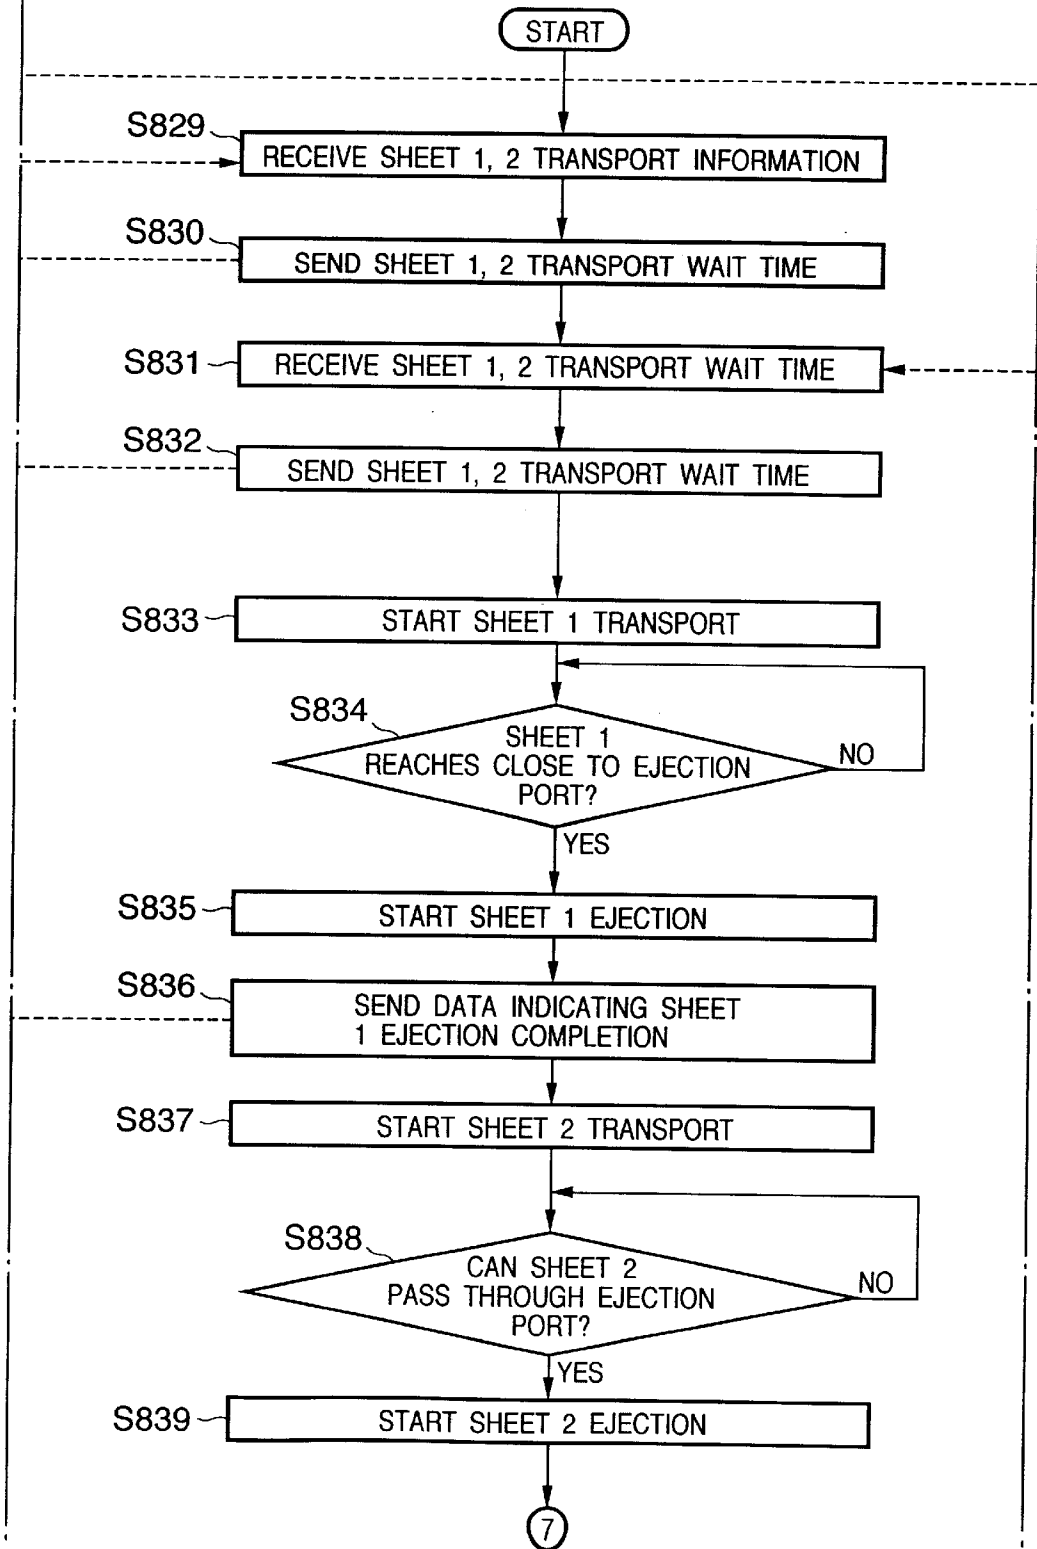 START
S829
RECEIVE SHEET 1, 2 TRANSPORT INFORMATION
S830
SEND SHEET 1, 2 TRANSPORT WAIT TIME
S831
RECEIVE SHEET 1, 2 TRANSPORT WAIT TIME
S832
SEND SHEET 1, 2 TRANSPORT WAIT TIME
S833
START SHEET 1 TRANSPORT
S834
SHEET 1
REACHES CLOSE TO EJECTION
PORT?
NO
YES
S835
START SHEET 1 EJECTION
S836
SEND DATA INDICATING SHEET
1 EJECTION COMPLETION
S837
START SHEET 2 TRANSPORT
S838
CAN SHEET 2
PASS THROUGH EJECTION
PORT?
NO
YES
S839
START SHEET 2 EJECTION
7